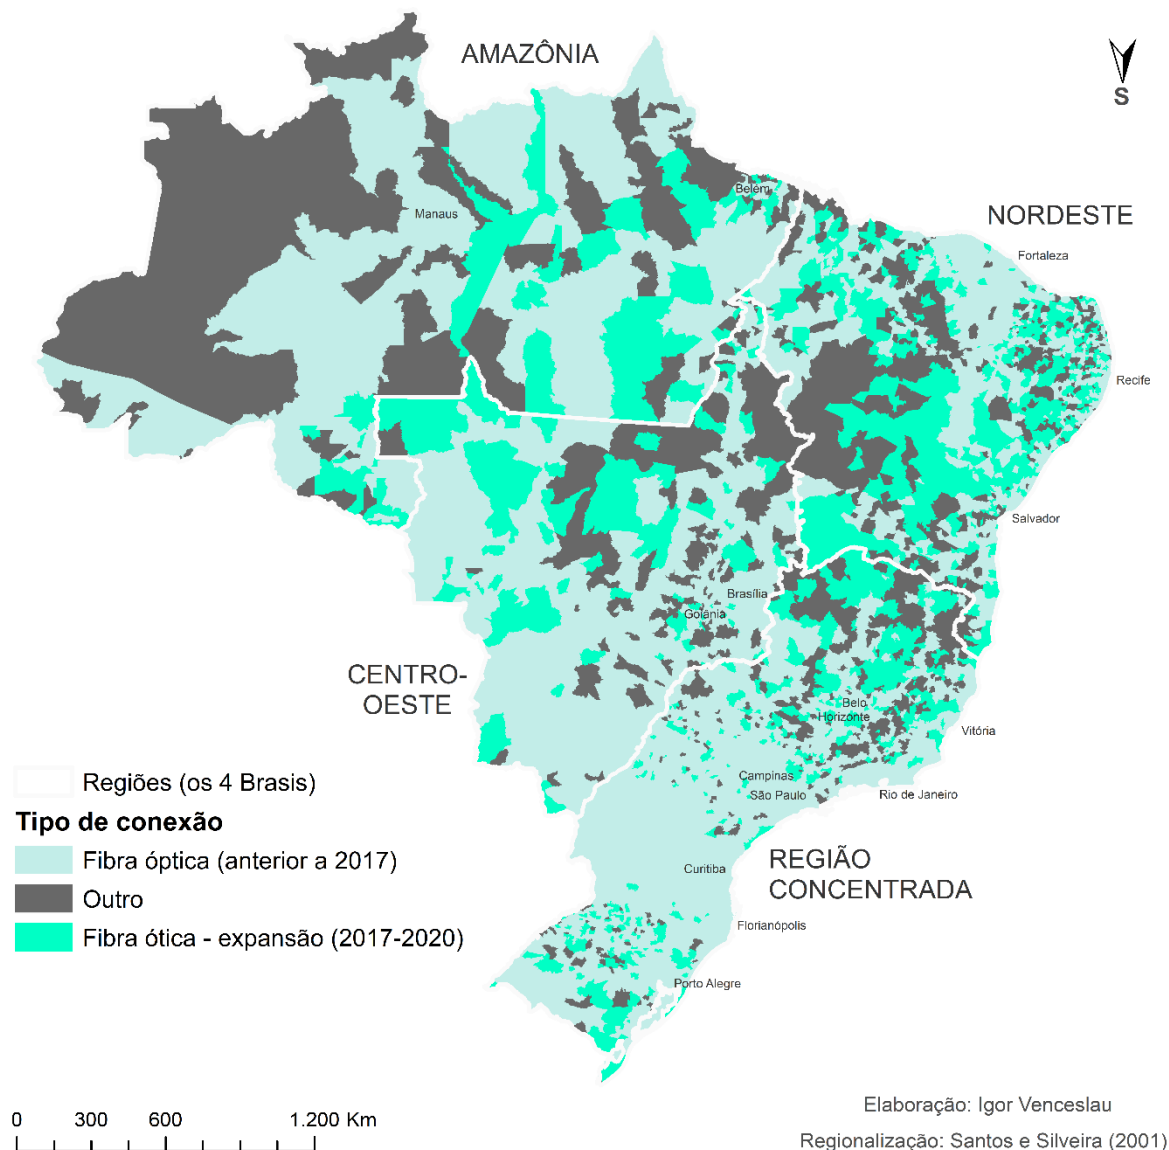 AMAZÔNIA
S
Belém
NORDESTE
Manaus
Fortaleza
Recife
Salvador
Brasília
Goiânia
CENTRO-
OESTE
Belo
Horizonte
Vitória
Regiões (os 4 Brasis)
Campinas
São Paulo
Rio de Janeiro
Tipo de conexão
Fibra óptica (anterior a 2017)
REGIÃO
CONCENTRADA
Curitiba
Outro
Florianópolis
Fibra ótica - expansão (2017-2020)
Porto Alegre
0 300 600 1.200 Km
Elaboração: Igor Venceslau
Regionalização: Santos e Silveira (2001)